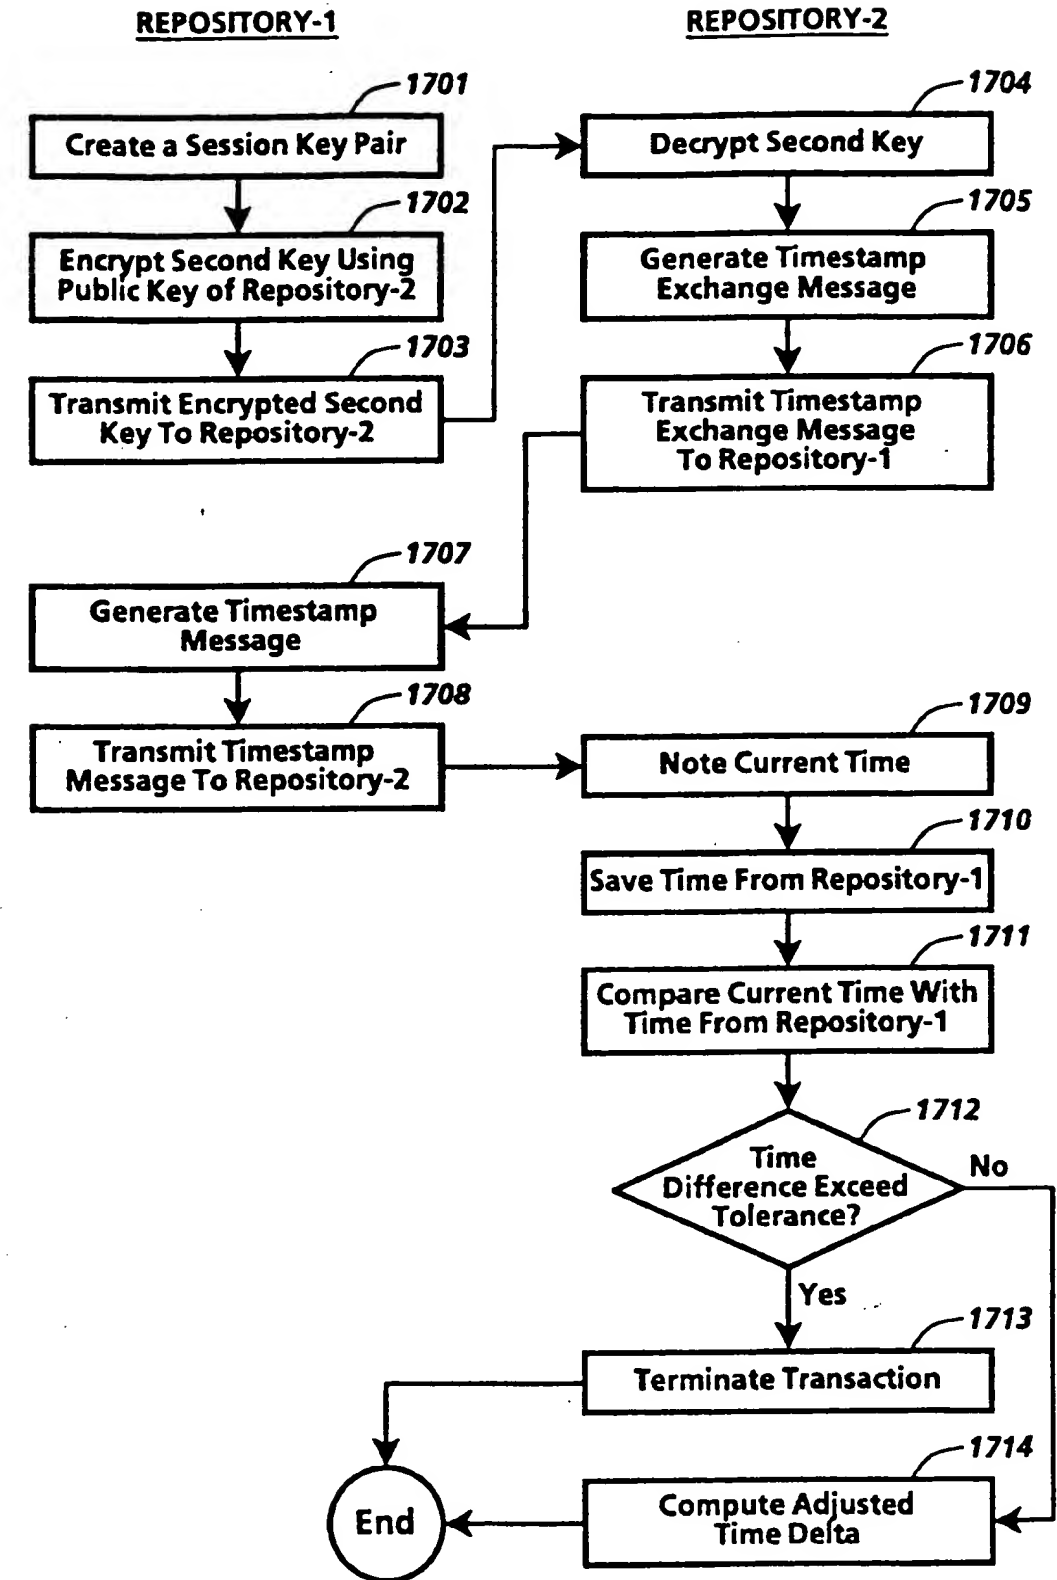 REPOSITORY-1
REPOSITORY-2
1701
Create a Session Key Pair
1702
Encrypt Second Key Using
Public Key of Repository-2
1703
Transmit Encrypted Second
Key To Repository-2
1704
Decrypt Second Key
1705
Generate Timestamp
Exchange Message
1706
Transmit Timestamp
Exchange Message
To Repository-1
1707
Generate Timestamp
Message
1708
Transmit Timestamp
Message To Repository-2
1709
Note Current Time
1710
Save Time From Repository-1
1711
Compare Current Time With
Time From Repository-1
1712
Time
Difference Exceed
Tolerance?
No
Yes
1713
Terminate Transaction
1714
Compute Adjusted
Time Delta
End